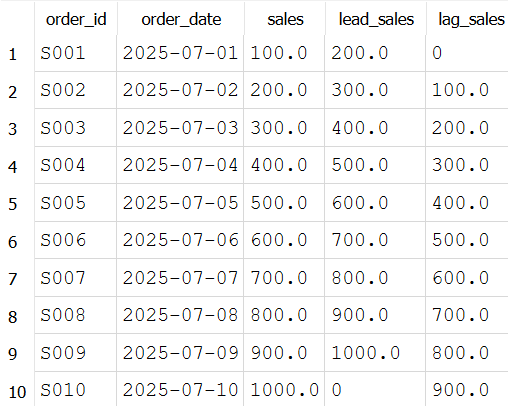 order_id order_date sales lead_sales lag_sales
1 S001 2025-07-01 100.0 200.0 0
2 S002 2025-07-02 200.0 300.0 100.0
3 S003 2025-07-03 300.0 400.0 200.0
4 S004 2025-07-04 400.0 500.0 300.0
5 S005 2025-07-05 500.0 600.0 400.0
6 S006 2025-07-06 600.0 700.0 500.0
7 S007 2025-07-07 700.0 800.0 600.0
8 S008 2025-07-08 800.0 900.0 700.0
9 S009 2025-07-09 900.0 1000.0 800.0
10 S010 2025-07-10 1000.0 0 900.0